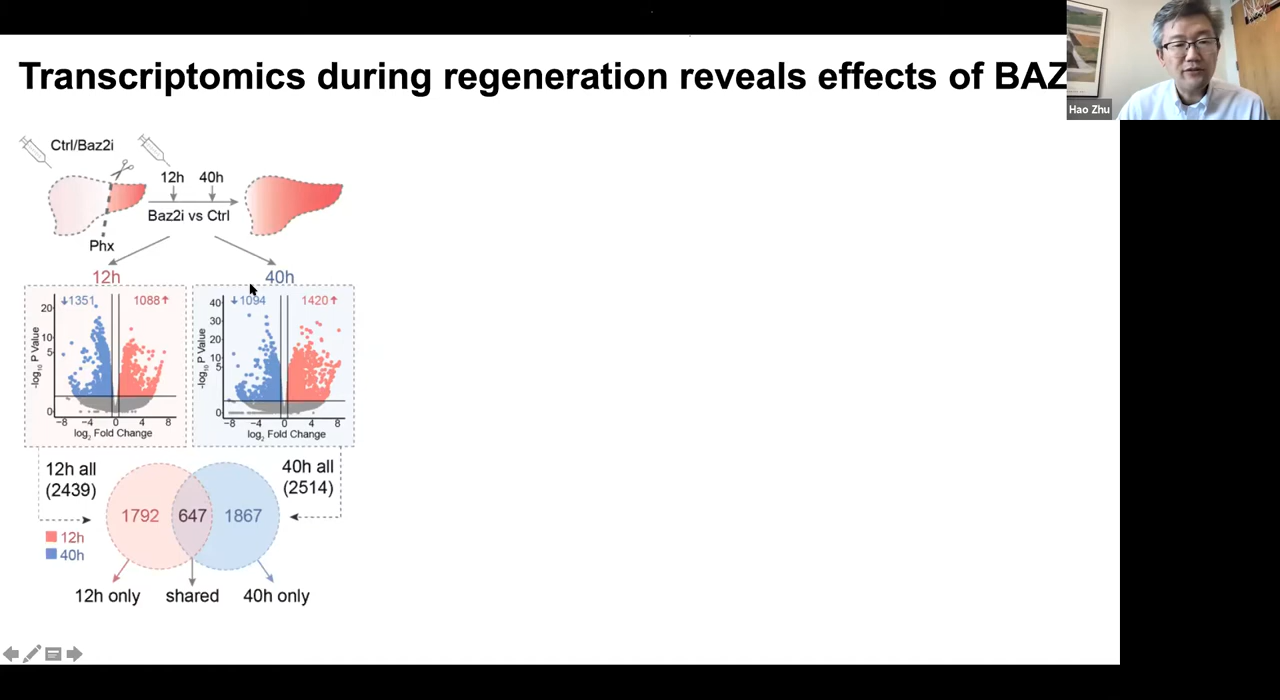 Transcriptomics during regeneration reveals effects of BAZ
Hao Zhu
Ctrl/Baz2i
12h 40h
Baz2i vs Ctrl
Phx
12h
↓1351 1088↑
20
10
5
0
-log10 P Value
-8 -4 0 4 8
log2 Fold Change
40h
↓1094 1420↑
40
30
20
10
5
0
-log10 P Value
-8 -4 0 4 8
log2 Fold Change
12h all
(2439)
40h all
(2514)
1792 647 1867
12h
40h
12h only shared 40h only